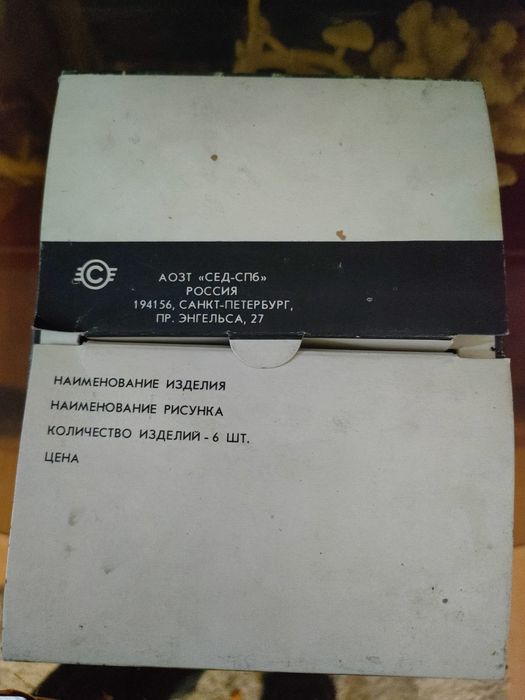 С
АОЗТ «СЕД-СПб»
РОССИЯ
194156, САНКТ-ПЕТЕРБУРГ,
ПР. ЭНГЕЛЬСА, 27
НАИМЕНОВАНИЕ ИЗДЕЛИЯ
НАИМЕНОВАНИЕ РИСУНКА
КОЛИЧЕСТВО ИЗДЕЛИЙ - 6 ШТ.
ЦЕНА